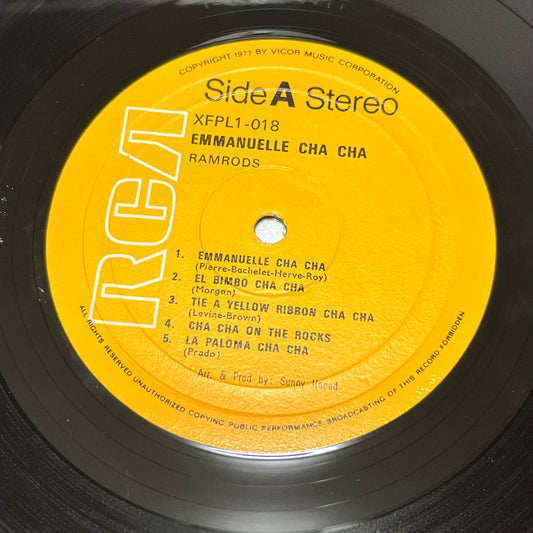 COPYRIGHT 1977 BY VICOR MUSIC CORPORATION
Side A Stereo
XFPL1-018
EMMANUELLE CHA CHA
RAMRODS
RCA
1. EMMANUELLE CHA CHA
(Pierre-Bachelet-Herve-Roy)
2. EL BIMBO CHA CHA
(Morgan)
3. TIE A YELLOW RIBBON CHA CHA
(Levine-Brown)
4. CHA CHA ON THE ROCKS
5. LA PALOMA CHA CHA
(Prado)
Arr. & Prod by: Sunny
ALL RIGHTS RESERVED UNAUTHORIZED COPYING PUBLIC PERFORMANCE BROADCASTING OF THIS RECORD FORBIDDEN